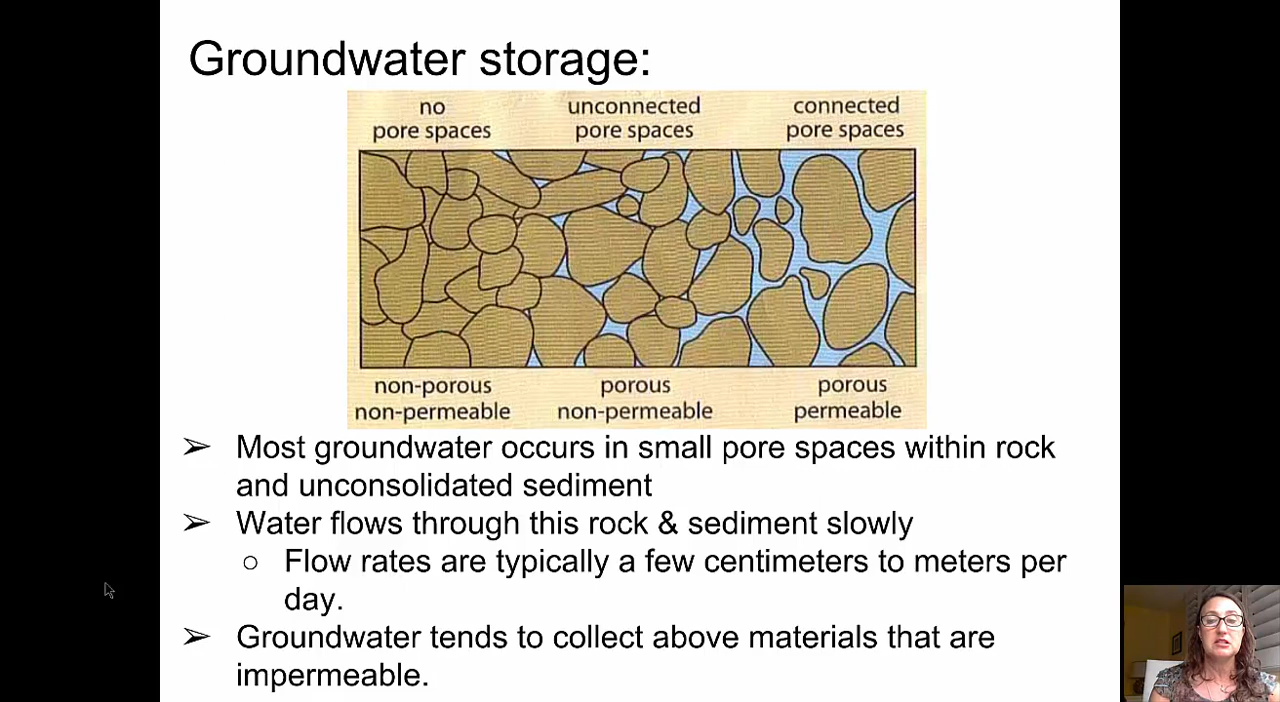 Groundwater storage:
no unconnected connected
pore spaces pore spaces pore spaces
non-porous porous porous
non-permeable non-permeable permeable
➢ Most groundwater occurs in small pore spaces within rock
and unconsolidated sediment
➢ Water flows through this rock & sediment slowly
○ Flow rates are typically a few centimeters to meters per
day.
➢ Groundwater tends to collect above materials that are
impermeable.